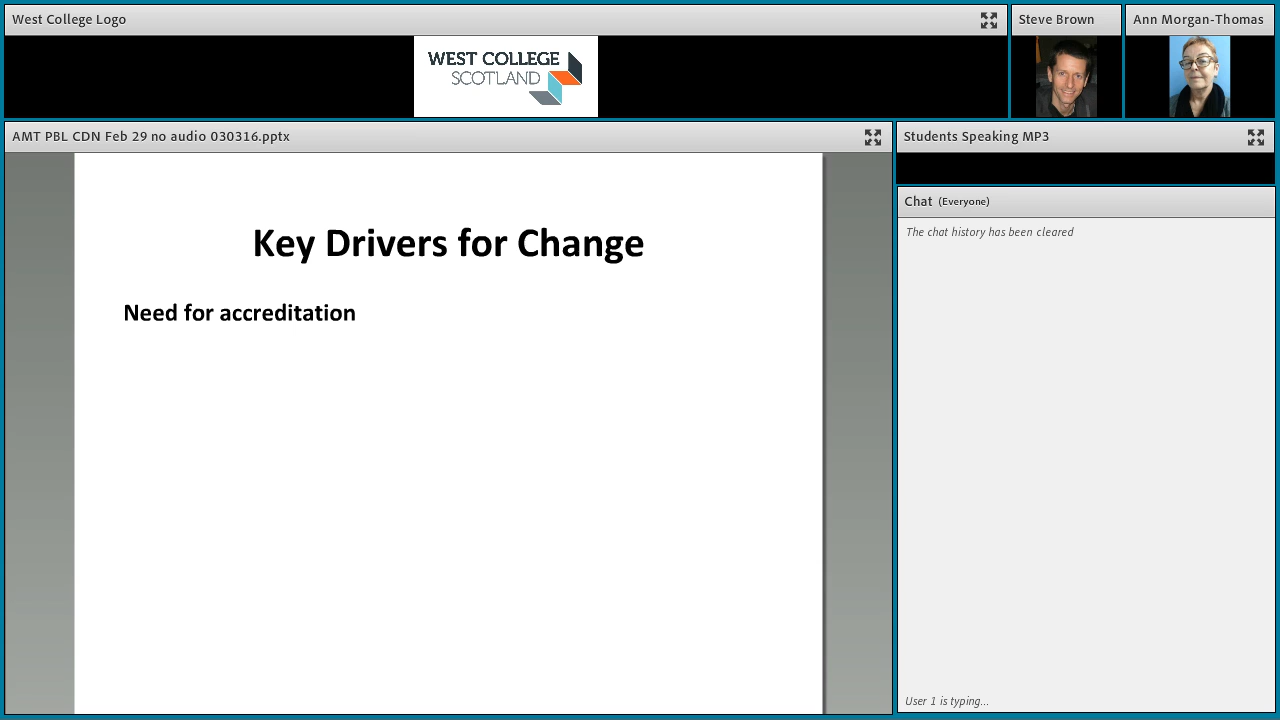 West College Logo
Steve Brown
Ann Morgan-Thomas
WEST COLLEGE
SCOTLAND
AMT PBL CDN Feb 29 no audio 030316.pptx
Students Speaking MP3
Key Drivers for Change
Need for accreditation
Chat (Everyone)
The chat history has been cleared
User 1 is typing...